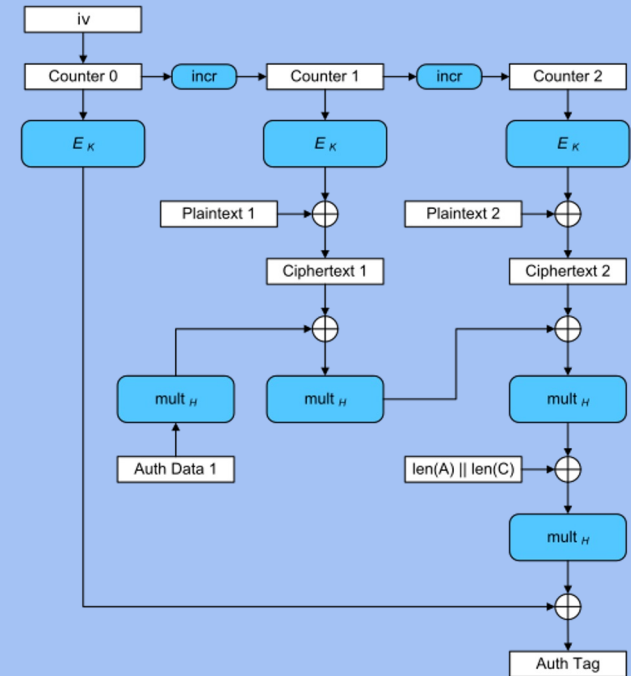 iv
Counter 0
incr
Counter 1
incr
Counter 2
E K
E K
E K
Plaintext 1
Plaintext 2
Ciphertext 1
Ciphertext 2
mult H
mult H
mult H
Auth Data 1
len(A) || len(C)
mult H
Auth Tag